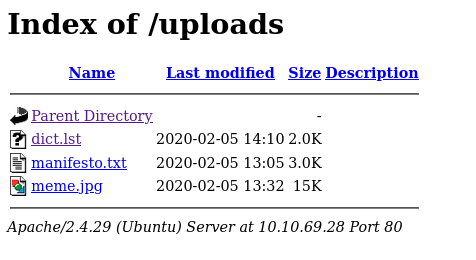 Index of /uploads
Name Last modified Size Description
Parent Directory -
dict.lst 2020-02-05 14:10 2.0K
manifesto.txt 2020-02-05 13:05 3.0K
meme.jpg 2020-02-05 13:32 15K
Apache/2.4.29 (Ubuntu) Server at 10.10.69.28 Port 80